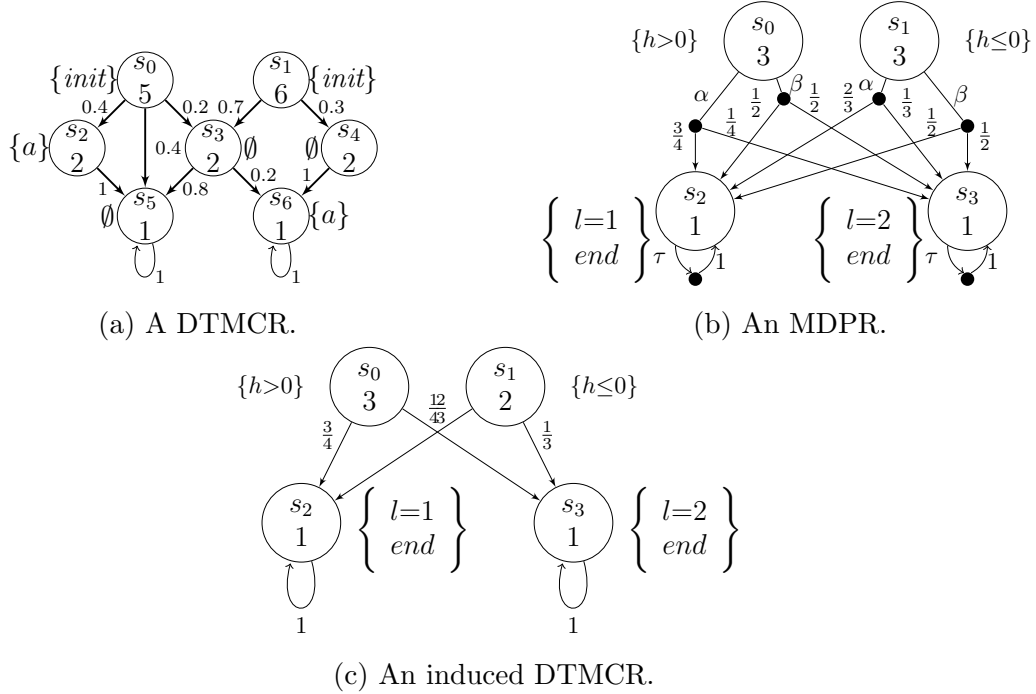 s₀
5
{init}
s₁
6
{init}
0.4
0.2
0.7
0.3
{a}
s₂
2
0.4
s₃
2
∅
∅
s₄
2
1
0.8
0.2
1
∅
s₅
1
s₆
1
{a}
1
1
(a) A DTMCR.
{h>0}
s₀
3
s₁
3
{h≤0}
α
β
α
β
1/2
1/2
2/3
1/3
3/4
1/4
1/2
1/2
s₂
1
s₃
1
{ l=1
end }
{ l=2
end }
τ
1
τ
1
(b) An MDPR.
{h>0}
s₀
3
s₁
2
{h≤0}
3/4
1/4
2/3
1/3
s₂
1
{ l=1
end }
s₃
1
{ l=2
end }
1
1
(c) An induced DTMCR.